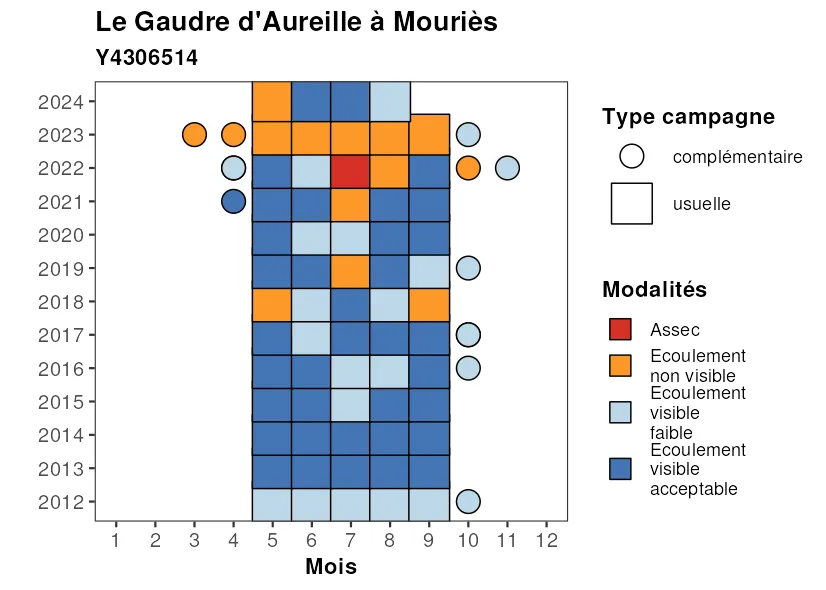 Le Gaudre d'Aureille à Mouriès
Y4306514
2024
2023
2022
2021
2020
2019
2018
2017
2016
2015
2014
2013
2012
1 2 3 4 5 6 7 8 9 10 11 12
Mois
Type campagne
complémentaire
usuelle
Modalités
Assec
Ecoulement
non visible
Ecoulement
visible
faible
Ecoulement
visible
acceptable